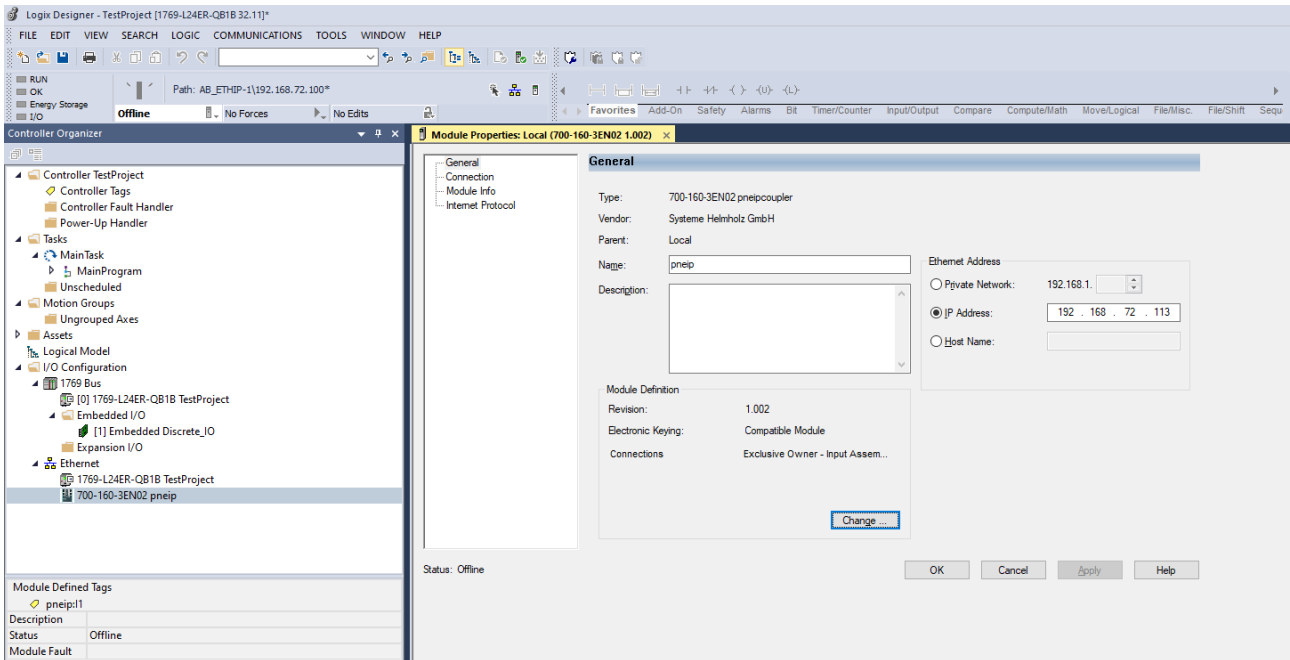 Logix Designer - TestProject [1769-L24ER-QB1B 32.11]*
FILE EDIT VIEW SEARCH LOGIC COMMUNICATIONS TOOLS WINDOW HELP
RUN
OK
Energy Storage
I/O
Path: AB_ETHIP-1\192.168.72.100*
Offline No Forces No Edits
Favorites Add-On Safety Alarms Bit Timer/Counter Input/Output Compare Compute/Math Move/Logical File/Misc. File/Shift Sequ
Controller Organizer
Controller TestProject
Controller Tags
Controller Fault Handler
Power-Up Handler
Tasks
MainTask
MainProgram
Unscheduled
Motion Groups
Ungrouped Axes
Assets
Logical Model
I/O Configuration
1769 Bus
[0] 1769-L24ER-QB1B TestProject
Embedded I/O
[1] Embedded Discrete_IO
Expansion I/O
Ethernet
1769-L24ER-QB1B TestProject
700-160-3EN02 pneip
Module Defined Tags
pneip:I1
Description
Status Offline
Module Fault
Module Properties: Local (700-160-3EN02 1.002)
General
Connection
Module Info
Internet Protocol
General
Type: 700-160-3EN02 pneipcoupler
Vendor: Systeme Helmholz GmbH
Parent: Local
Name: pneip
Description:
Ethernet Address
Private Network: 192.168.1.
IP Address: 192 . 168 . 72 . 113
Host Name:
Module Definition
Revision: 1.002
Electronic Keying: Compatible Module
Connections Exclusive Owner - Input Assem...
Change ...
Status: Offline
OK Cancel Apply Help